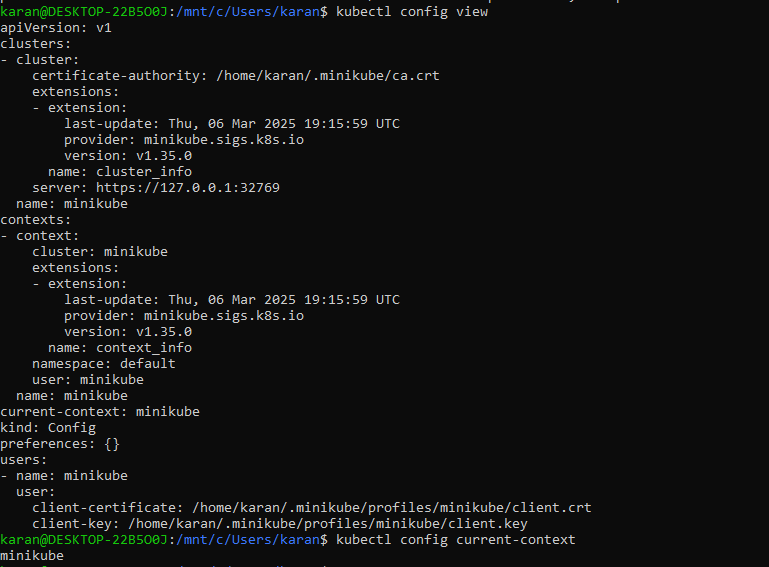 karan@DESKTOP-22B5O0J:/mnt/c/Users/karan$ kubectl config view
apiVersion: v1
clusters:
- cluster:
    certificate-authority: /home/karan/.minikube/ca.crt
    extensions:
    - extension:
        last-update: Thu, 06 Mar 2025 19:15:59 UTC
        provider: minikube.sigs.k8s.io
        version: v1.35.0
      name: cluster_info
    server: https://127.0.0.1:32769
  name: minikube
contexts:
- context:
    cluster: minikube
    extensions:
    - extension:
        last-update: Thu, 06 Mar 2025 19:15:59 UTC
        provider: minikube.sigs.k8s.io
        version: v1.35.0
      name: context_info
    namespace: default
    user: minikube
  name: minikube
current-context: minikube
kind: Config
preferences: {}
users:
- name: minikube
  user:
    client-certificate: /home/karan/.minikube/profiles/minikube/client.crt
    client-key: /home/karan/.minikube/profiles/minikube/client.key
karan@DESKTOP-22B5O0J:/mnt/c/Users/karan$ kubectl config current-context
minikube